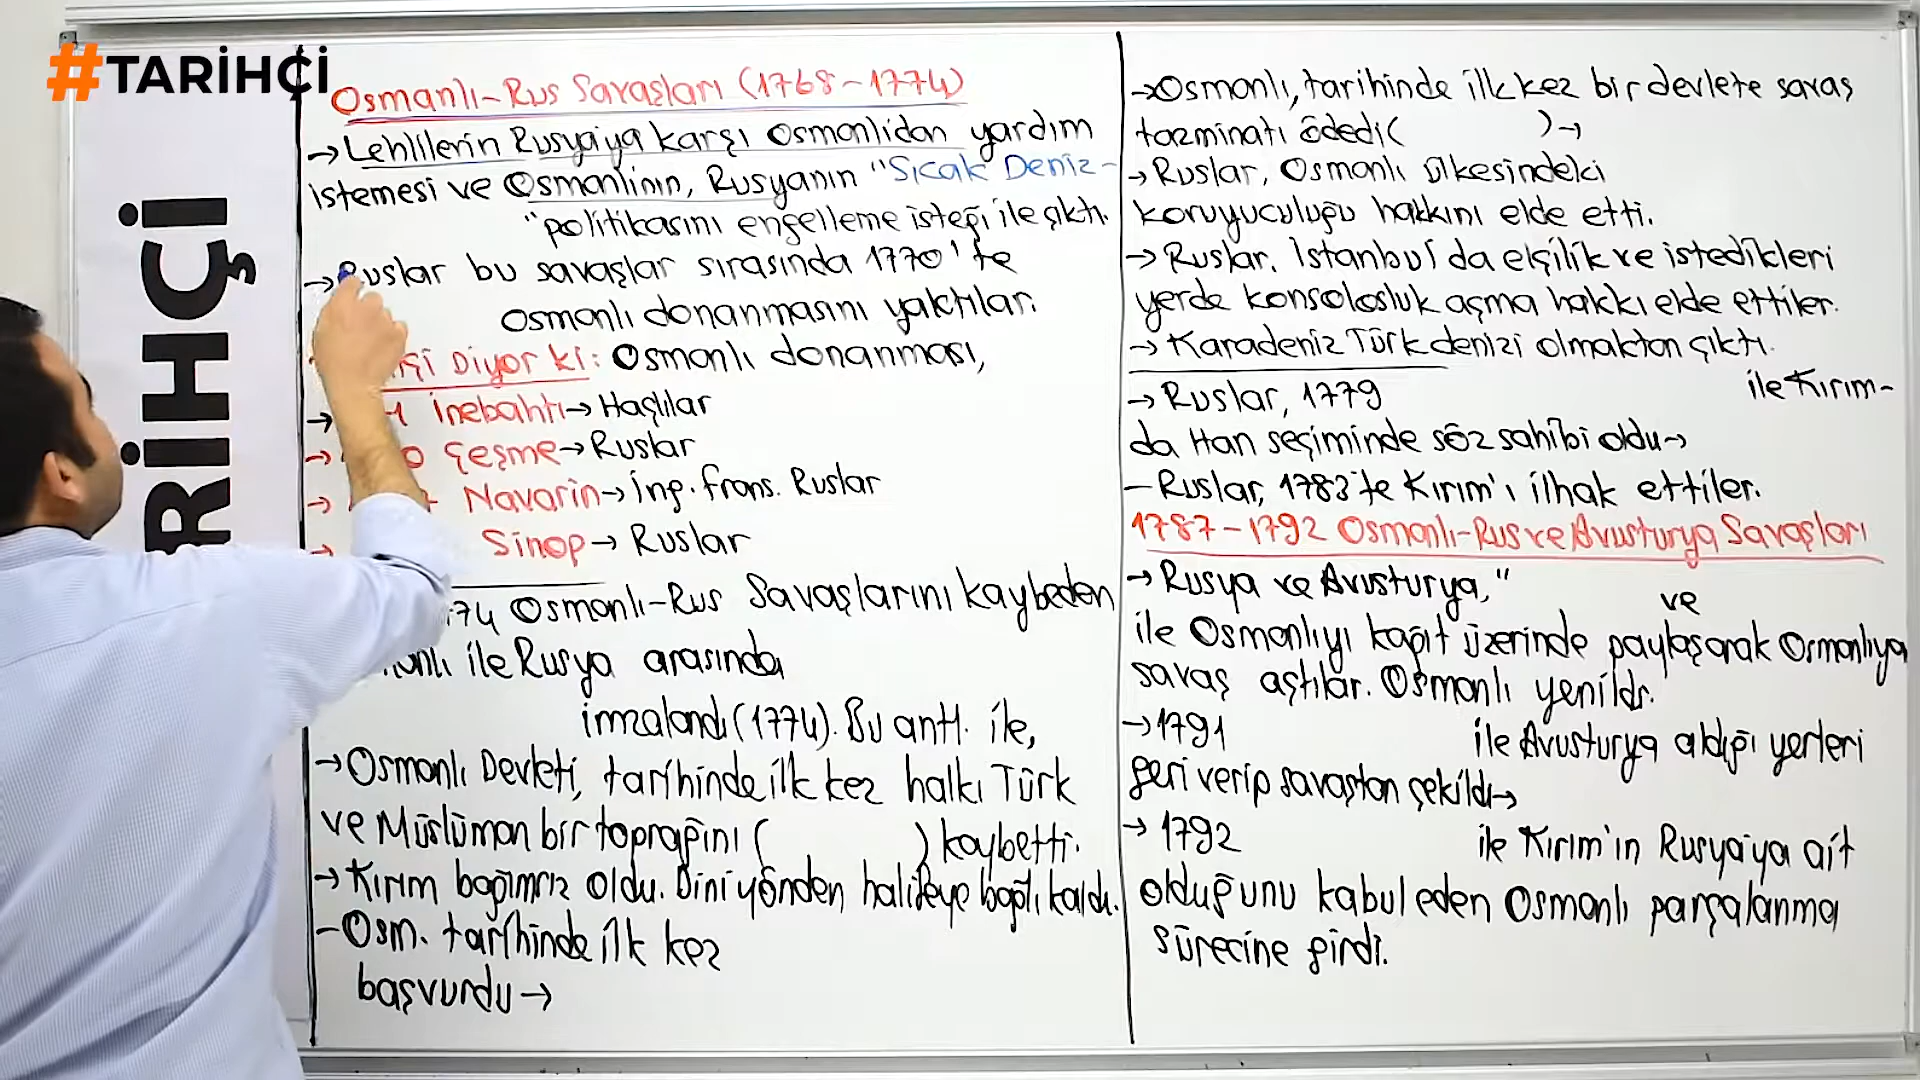 #TARİHÇİ
RİHÇİ
Osmanlı-Rus Savaşları (1768-1774)
→Lehlilerin Rusya'ya karşı Osmanlıdan yardım
istemesi ve Osmanlının, Rusyanın "Sıcak Deniz-
"politikasını engelleme isteği ile çıktı.
→Ruslar bu savaşlar sırasında 1770'te
Osmanlı donanmasını yaktılar.
Diyor ki: Osmanlı donanması,
→ İnebahtı→Haçlılar
→ Çeşme→Ruslar
→ Navarin→İng. frans. Ruslar
→ Sinop→Ruslar
74 Osmanlı-Rus Savaşlarını kaybeden
ile Rusya arasında
imzalandı (1774). Bu antl. ile,
→Osmanlı Devleti, tarihinde ilk kez halkı Türk
ve Müslüman bir toprağını ( ) kaybetti.
→Kırım bağımsız oldu. Dini yönden halifeye bağlı kaldı.
-Osm. tarihinde ilk kez
başvurdu→
→Osmanlı, tarihinde ilk kez bir devlete savaş
tazminatı ödedi( )→
→Ruslar, Osmanlı ülkesindeki
koruyuculuğu hakkını elde etti.
→Ruslar, İstanbul'da elçilik ve istedikleri
yerde konsolosluk açma hakkı elde ettiler.
→Karadeniz Türk denizi olmaktan çıktı.
→Ruslar, 1779 ile Kırım-
da Han seçiminde söz sahibi oldu→
-Ruslar, 1783'te Kırım'ı ilhak ettiler.
1787-1792 Osmanlı-Rus ve Avusturya Savaşları
→Rusya ve Avusturya," ve
ile Osmanlıyı kağıt üzerinde paylaşarak Osmanlıya
savaş açtılar. Osmanlı yenildi.
→1791 ile Avusturya aldığı yerleri
geri verip savaştan çekildi→
→1792 ile Kırım'ın Rusya'ya ait
olduğunu kabul eden Osmanlı parçalanma
sürecine girdi.